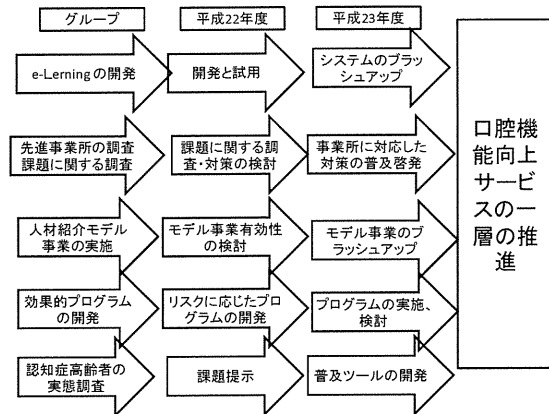 グループ
平成22年度
平成23年度
e-Lerningの開発
開発と試用
システムのブラッ
シュアップ
先進事業所の調査
課題に関する調査
課題に関する調
査・対策の検討
事業所に対応した
対策の普及啓発
人材紹介モデル
事業の実施
モデル事業有効性
の検討
モデル事業のブ
ラッシュアップ
効果的プログラム
の開発
リスクに応じたプロ
グラムの開発
プログラムの実施、
検討
認知症高齢者の
実態調査
課題提示
普及ツールの開発
口腔機
能向上
サービ
スの一
層の推
進